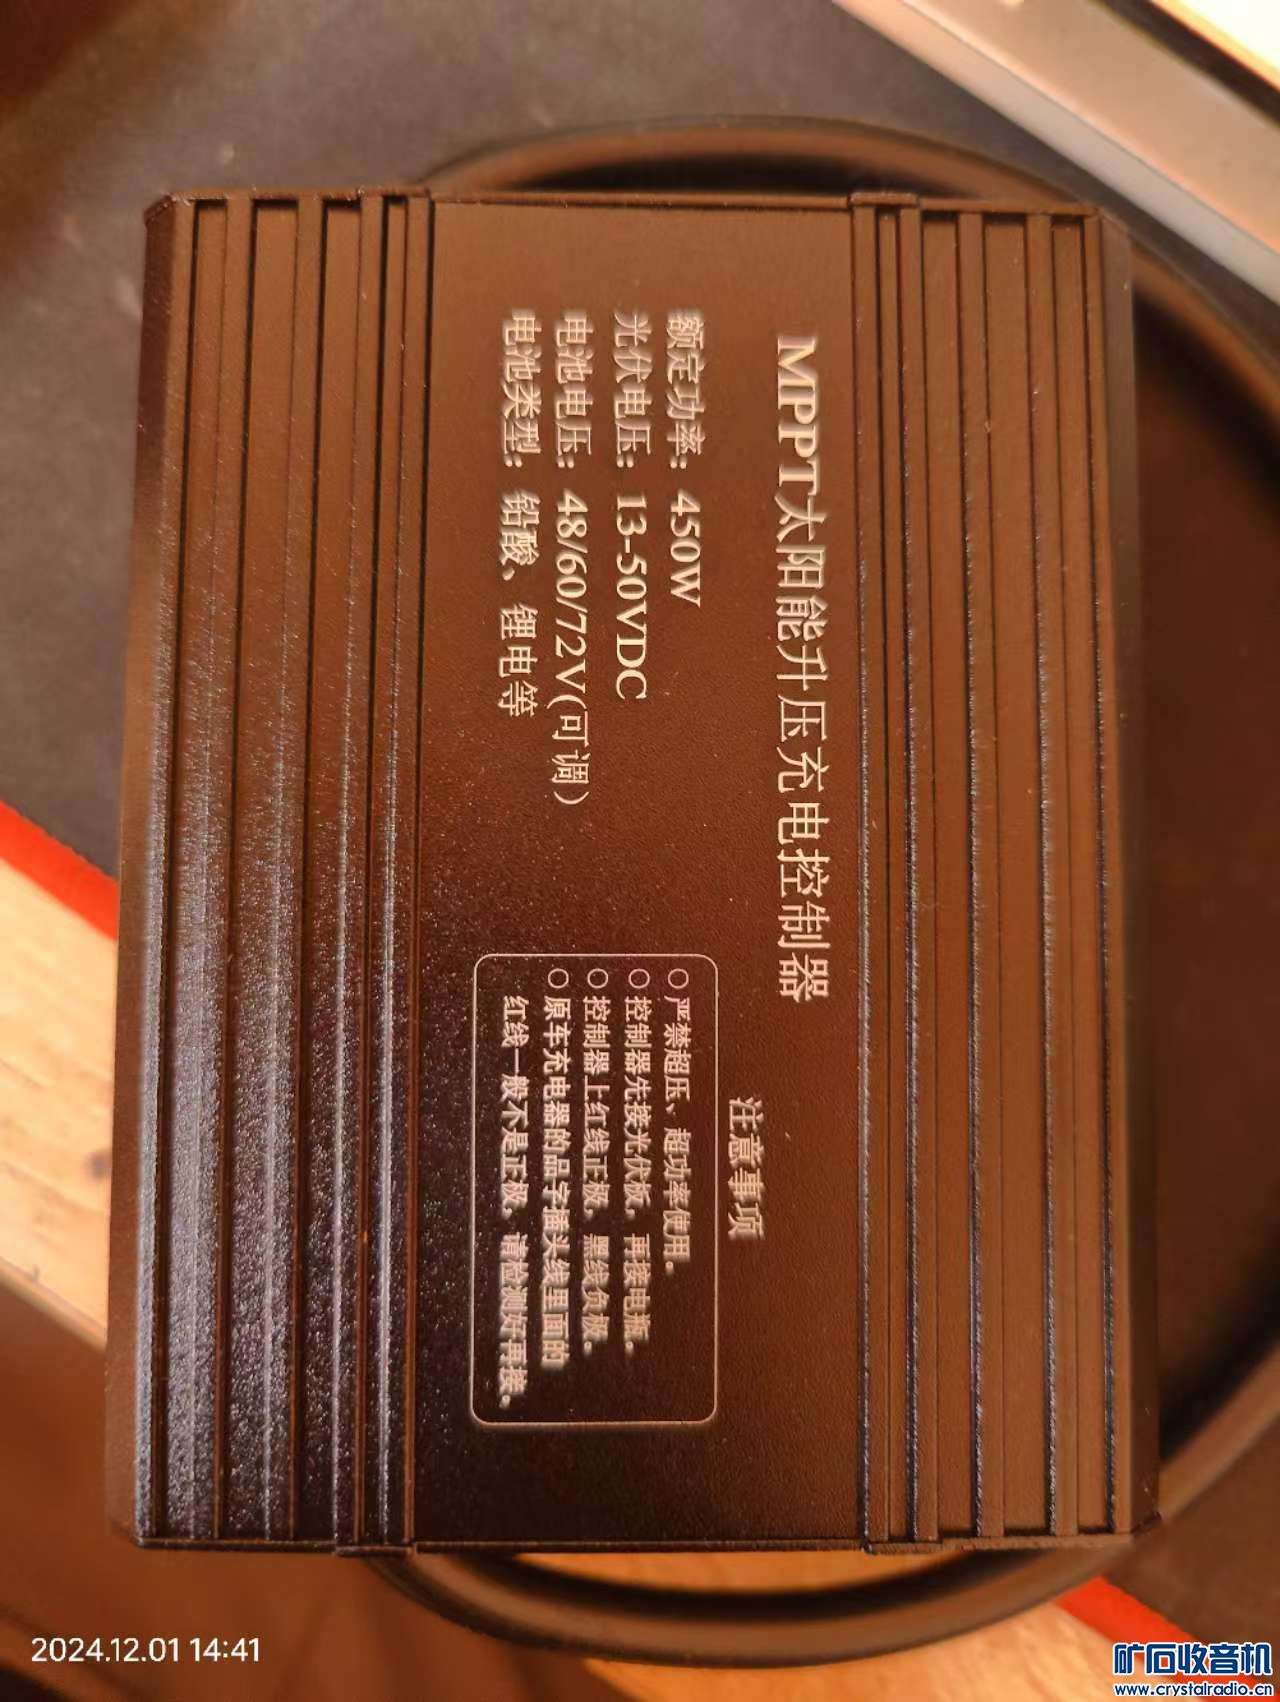 MPPT太阳能升压充电控制器
额定功率: 450W
光伏电压: 13-50VDC
电池电压: 48/60/72V(可调)
电池类型: 铅酸、锂电等
注意事项
○ 严禁超压、超功率使用。
○ 控制器先接光伏板，再接电瓶。
○ 控制器上红线正极，黑线负极。
○ 原车充电器的品字插头线里面的
红线一般不是正极，请检测好再接。
2024.12.01 14:41
矿石收音机
www.crystalradio.cn